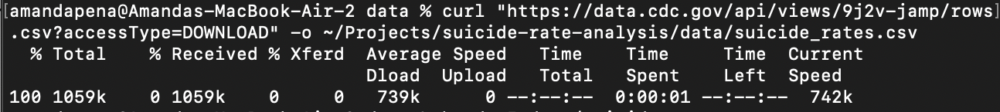 [amandapena@Amandas-MacBook-Air-2 data % curl "https://data.cdc.gov/api/views/9j2v-jamp/rows]
.csv?accessType=DOWNLOAD" -o ~/Projects/suicide-rate-analysis/data/suicide_rates.csv
% Total % Received % Xferd Average Speed Time Time Time Current
Dload Upload Total Spent Left Speed
100 1059k 0 1059k 0 0 739k 0 --:--:-- 0:00:01 --:--:-- 742k